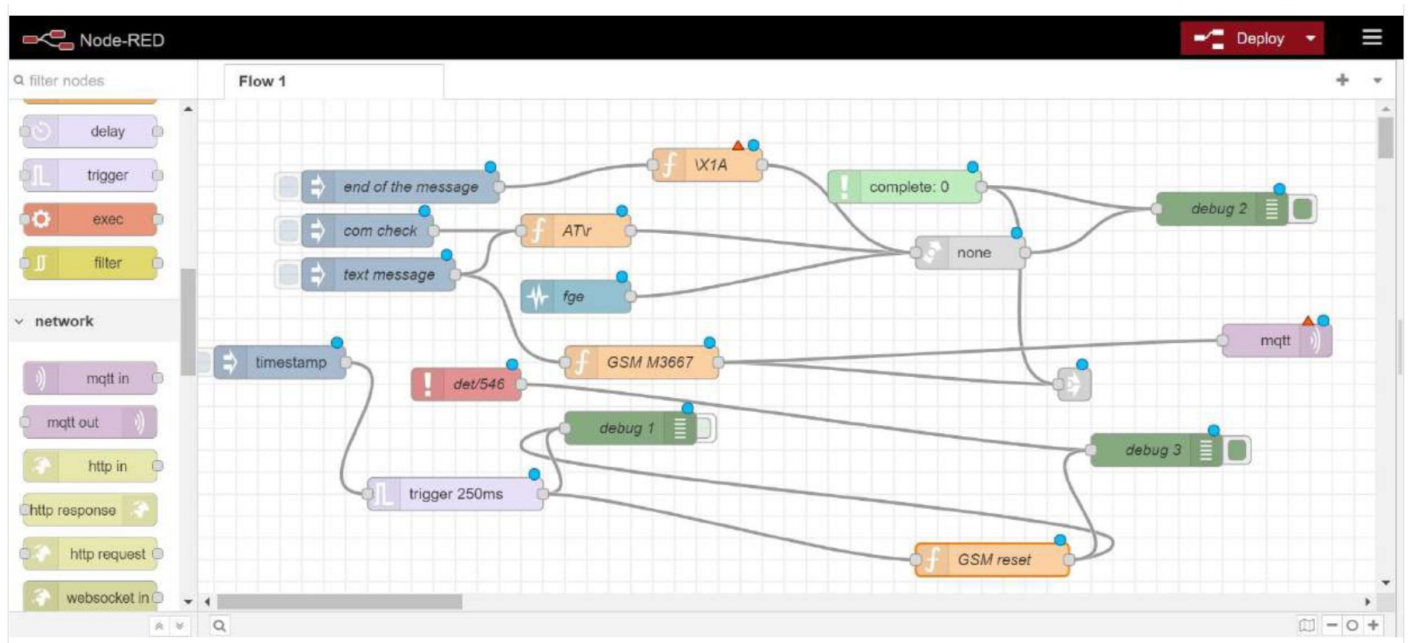 Node-RED
Deploy
filter nodes
Flow 1
delay
trigger
exec
filter
network
mqtt in
mqtt out
http in
http response
http request
websocket in
end of the message
\X1A
complete: 0
debug 2
com check
AT\r
none
text message
fge
mqtt
timestamp
GSM M3667
det/546
debug 1
debug 3
trigger 250ms
GSM reset